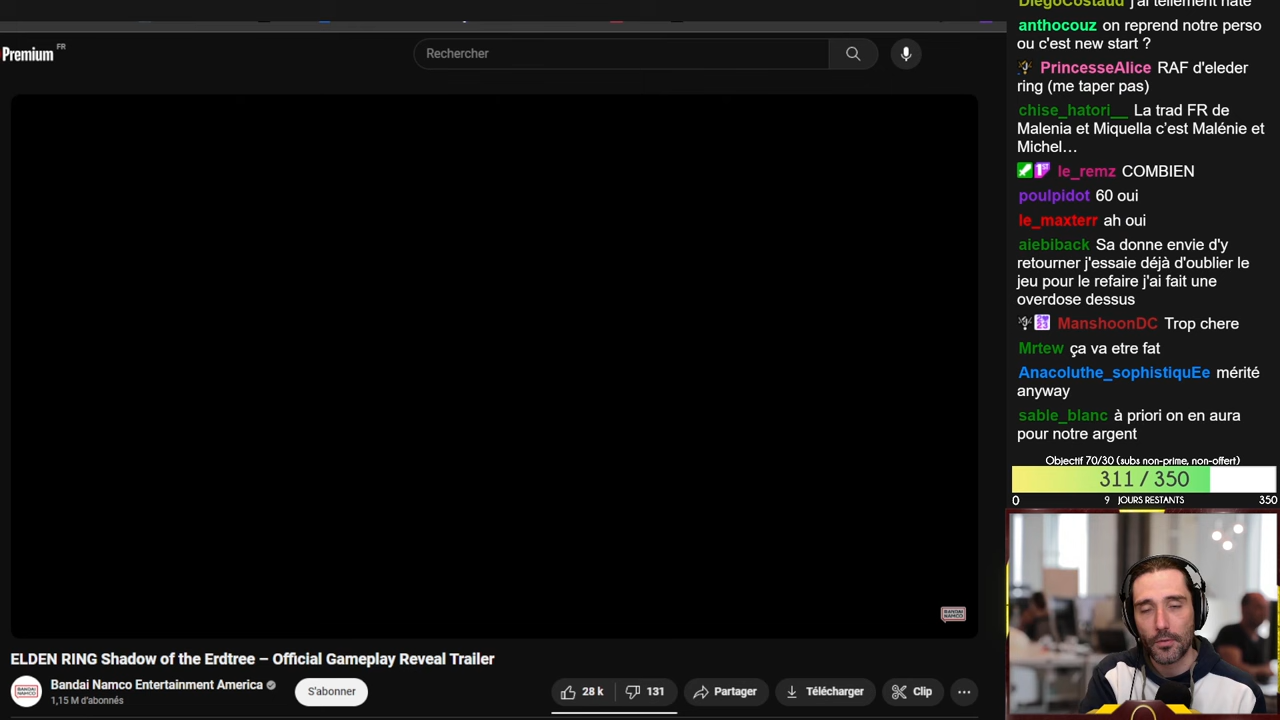 Premium FR
Rechercher
BANDAI
NAMCO
ELDEN RING Shadow of the Erdtree – Official Gameplay Reveal Trailer
BANDAI
NAMCO
Bandai Namco Entertainment America
1,15 M d'abonnés
S'abonner
28 k
131
Partager
Télécharger
Clip
DiegoCostaud j'ai tellement hâte
anthocouz on reprend notre perso
ou c'est new start ?
PrincesseAlice RAF d'eleder
ring (me taper pas)
chise_hatori__ La trad FR de
Malenia et Miquella c'est Malénie et
Michel…
le_remz COMBIEN
poulpidot 60 oui
le_maxterr ah oui
aiebiback Sa donne envie d'y
retourner j'essaie déjà d'oublier le
jeu pour le refaire j'ai fait une
overdose dessus
ManshoonDC Trop chere
Mrtew ça va etre fat
Anacoluthe_sophistiquEe mérité
anyway
sable_blanc à priori on en aura
pour notre argent
Objectif 70/30 (subs non-prime, non-offert)
311 / 350
0 9 JOURS RESTANTS 350